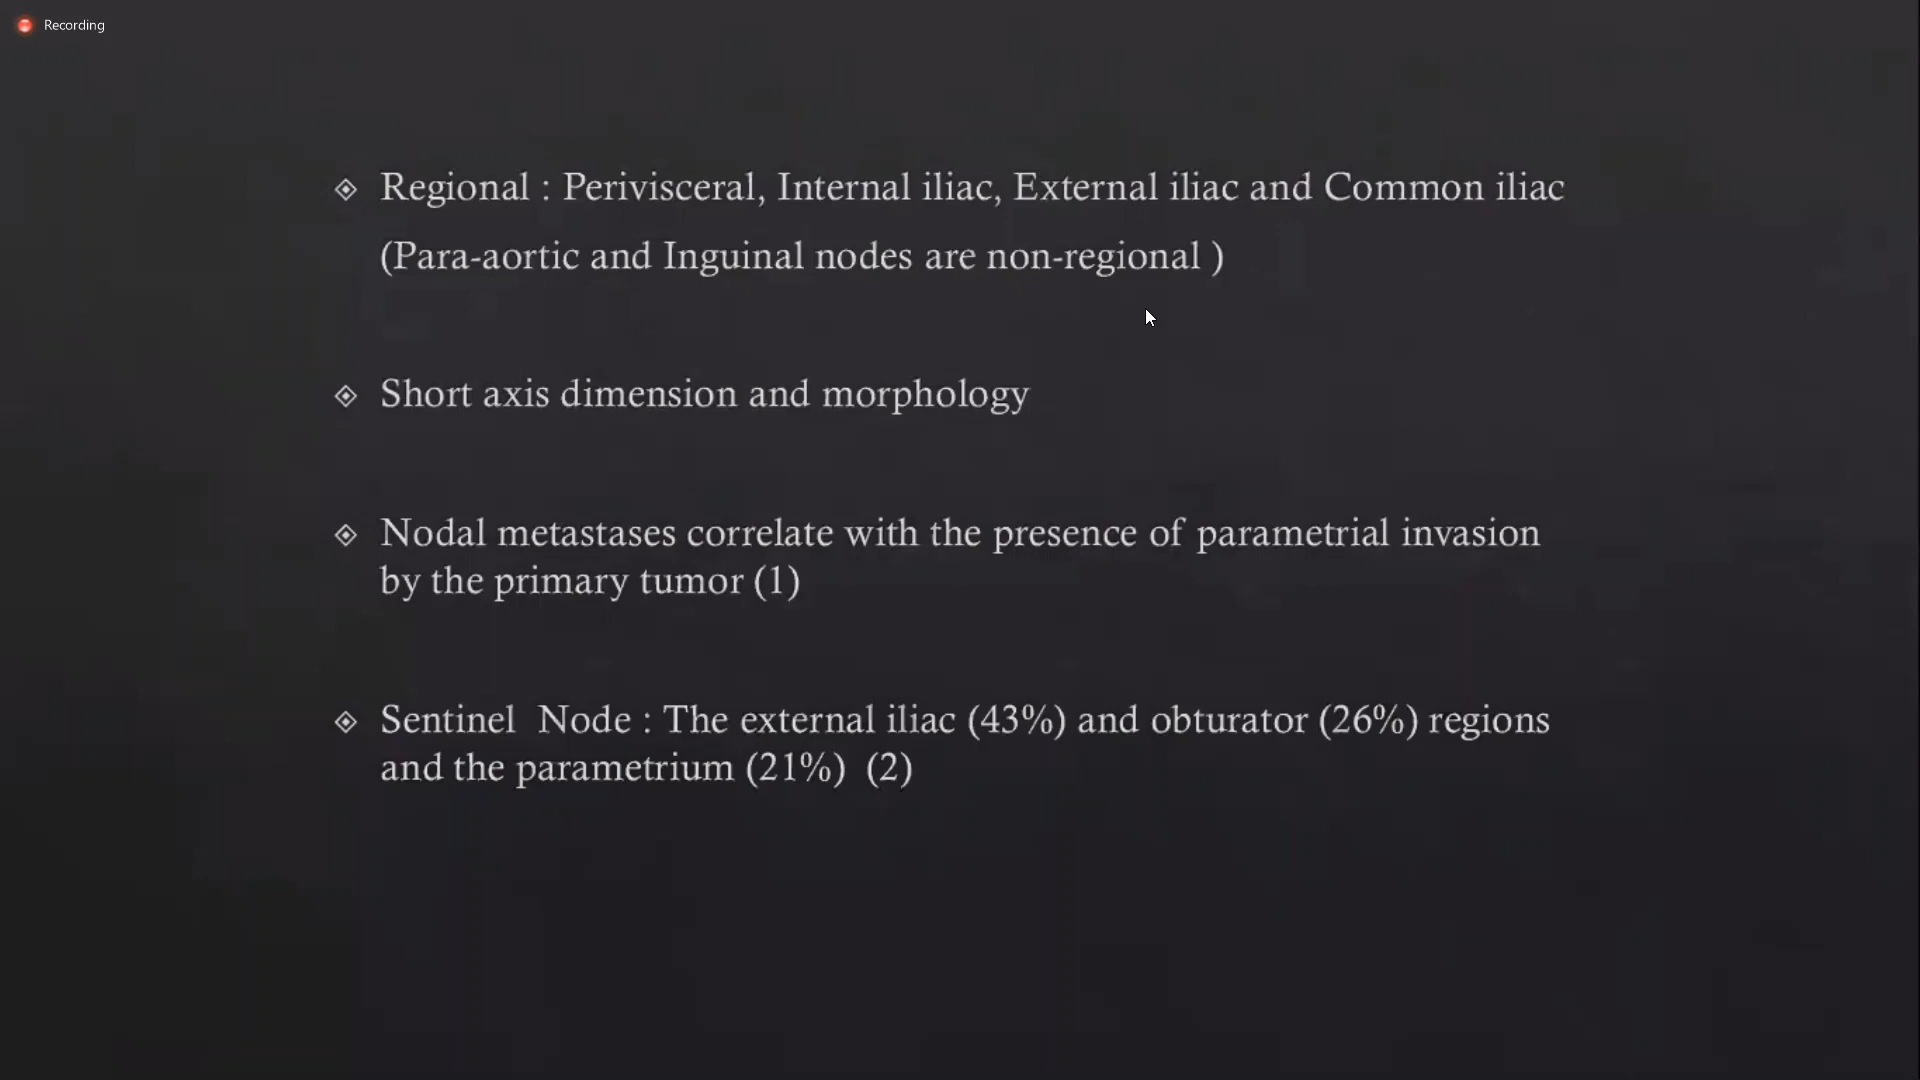 Recording
Regional : Perivisceral, Internal iliac, External iliac and Common iliac
(Para-aortic and Inguinal nodes are non-regional )
Short axis dimension and morphology
Nodal metastases correlate with the presence of parametrial invasion
by the primary tumor (1)
Sentinel  Node : The external iliac (43%) and obturator (26%) regions
and the parametrium (21%)  (2)